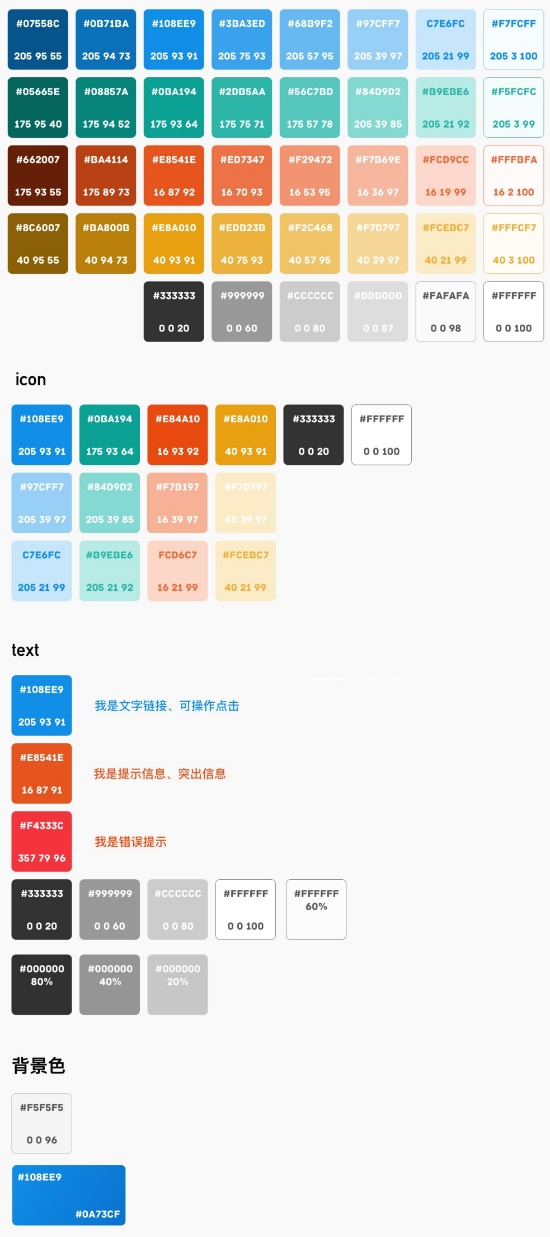 #07558C #0B71BA #108EE9 #3BA3ED #68B9F2 #97CFF7 C7E6FC #F7FCFF
205 95 55 205 94 73 205 93 91 205 75 93 205 57 95 205 39 97 205 21 99 205 3 100
#05665E #08857A #0BA194 #2DB5AA #56C7BD #84D9D2 #B9EBE6 #F5FCFC
175 95 40 175 94 52 175 93 64 175 75 71 175 57 78 205 39 85 205 21 92 205 3 99
#662007 #BA4114 #E8541E #ED7347 #F29472 #F7B69E #FCD9CC #FFFBFA
175 93 55 175 89 73 16 87 92 16 70 93 16 53 95 16 36 97 16 19 99 16 2 100
#8C6007 #BA800B #E8A010 #EDB23B #F2C468 #F7D797 #FCEBC7 #FFFCF7
40 95 55 40 94 73 40 93 91 40 75 93 40 57 95 40 39 97 40 21 99 40 3 100
#333333 #999999 #CCCCCC #DDDDDD #FAFAFA #FFFFFF
0 0 20 0 0 60 0 0 80 0 0 87 0 0 98 0 0 100
icon
#108EE9 #0BA194 #E84A10 #E8A010 #333333 #FFFFFF
205 93 91 175 93 64 16 93 92 40 93 91 0 0 20 0 0 100
#97CFF7 #84D9D2 #F7B197 #F7D797
205 39 97 205 39 85 16 39 97 40 39 97
C7E6FC #B9EBE6 FCD6C7 #FCEBC7
205 21 99 205 21 92 16 21 99 40 21 99
text
#108EE9
我是文字链接、可操作点击
205 93 91
#E8541E
我是提示信息、突出信息
16 87 91
#F4333C
我是错误提示
357 79 96
#333333 #999999 #CCCCCC #FFFFFF #FFFFFF
60%
0 0 20 0 0 60 0 0 80 0 0 100
#000000 #000000 #000000
80% 40% 20%
背景色
#F5F5F5
0 0 96
#108EE9
#0A73CF